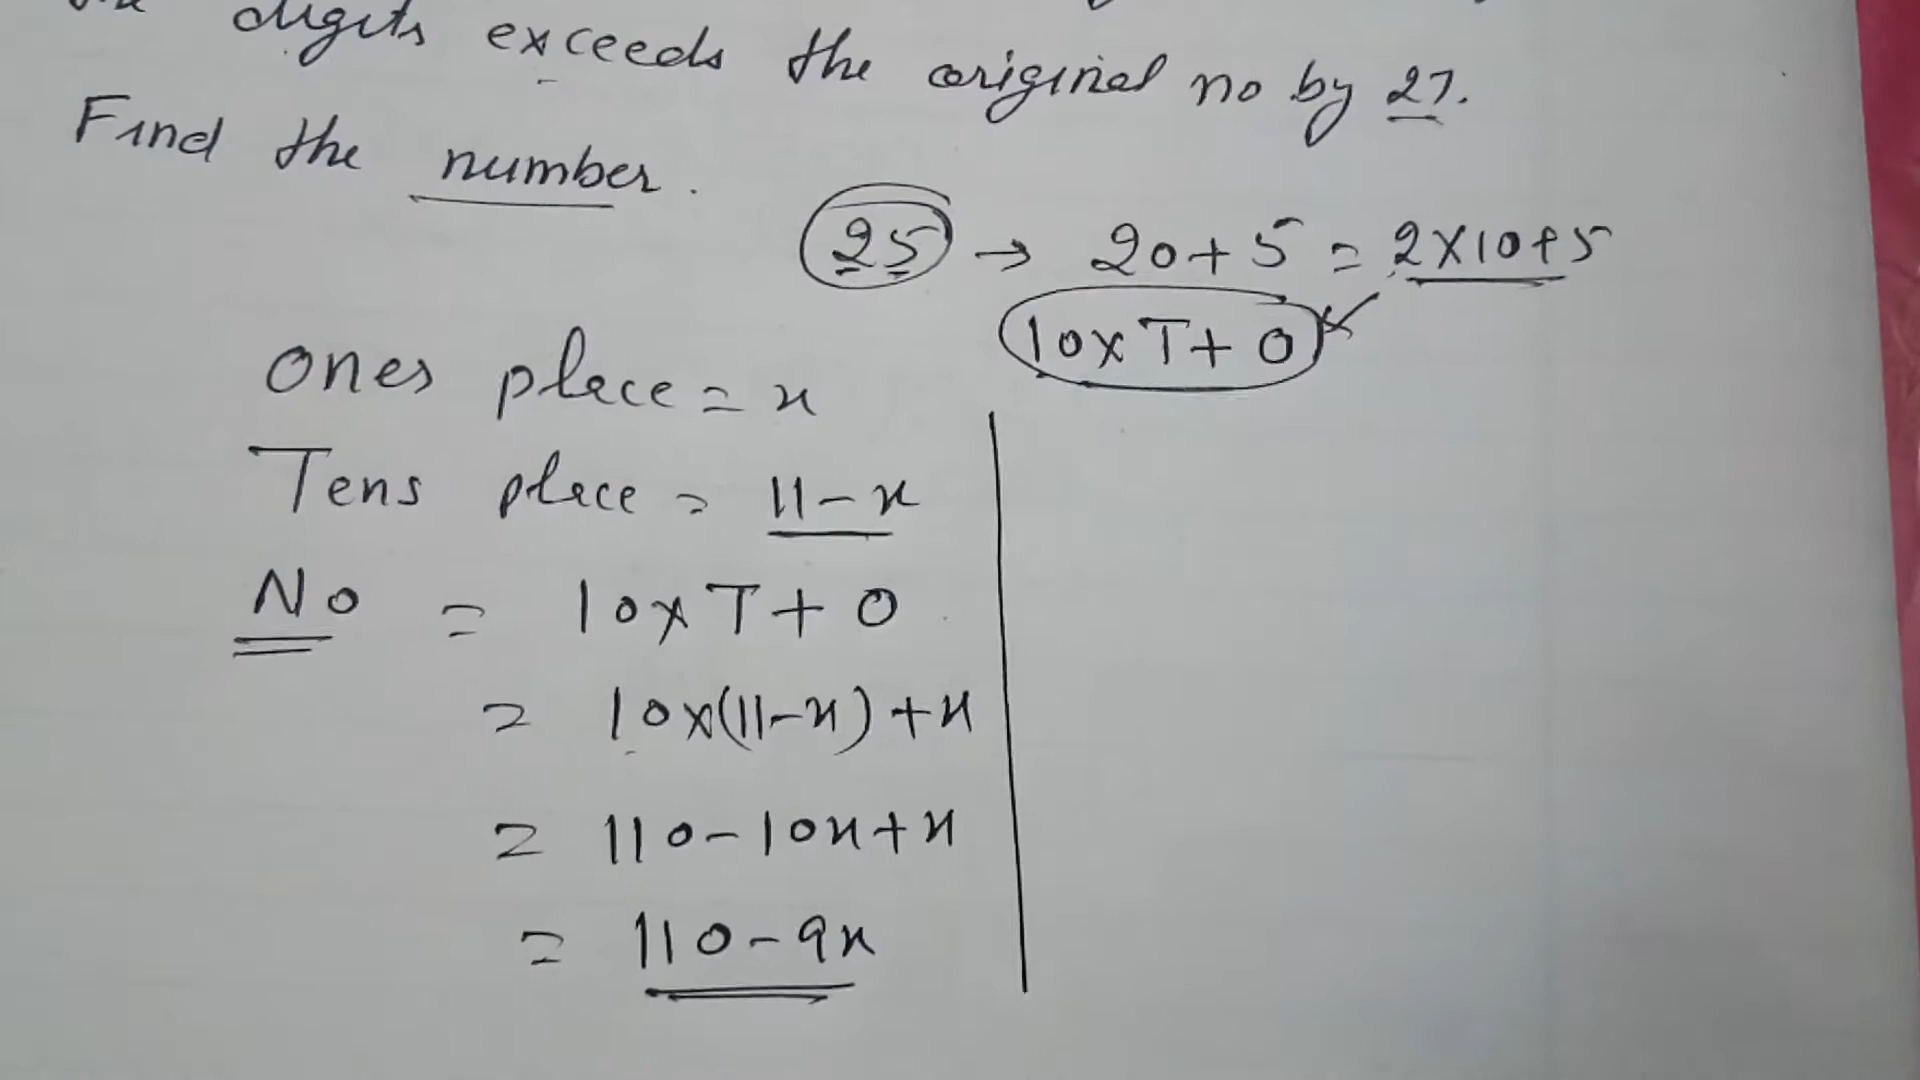 digits exceeds the original no by 27.
Find the number.
25 → 20+5 = 2×10+5
10×T+O
Ones place = x
Tens place = 11-x
No = 10×T+O
= 10×(11-x)+x
= 110-10x+x
= 110-9x